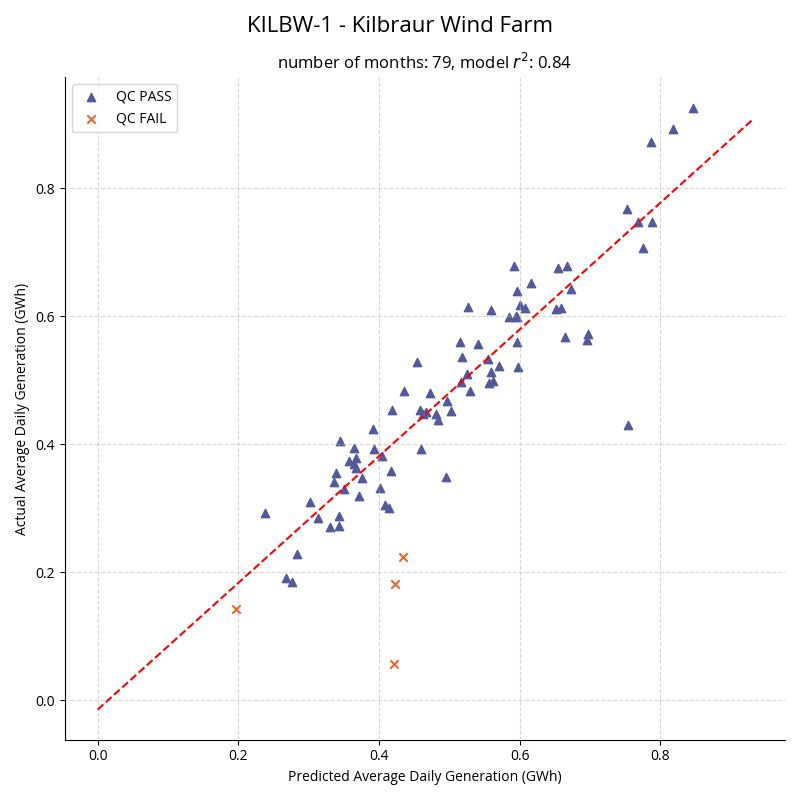 KILBW-1 - Kilbraur Wind Farm
number of months: 79, model r²: 0.84
QC PASS
QC FAIL
Actual Average Daily Generation (GWh)
0.8
0.6
0.4
0.2
0.0
0.0 0.2 0.4 0.6 0.8
Predicted Average Daily Generation (GWh)